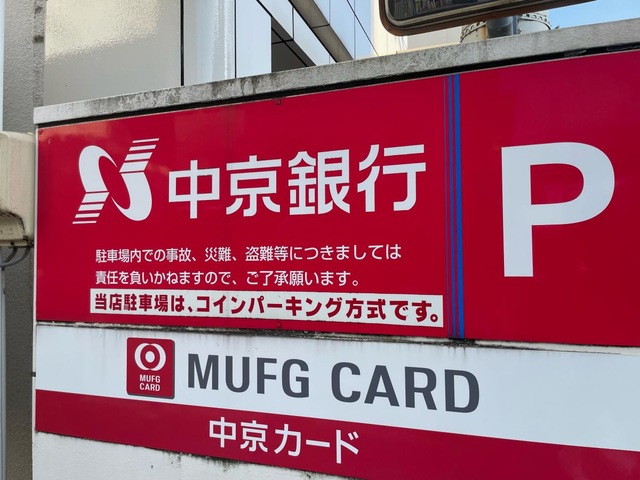 中京銀行
P
駐車場内での事故、災難、盗難等につきましては
責任を負いかねますので、ご了承願います。
当店駐車場は、コインパーキング方式です。
MUFG
CARD
MUFG CARD
中京カード